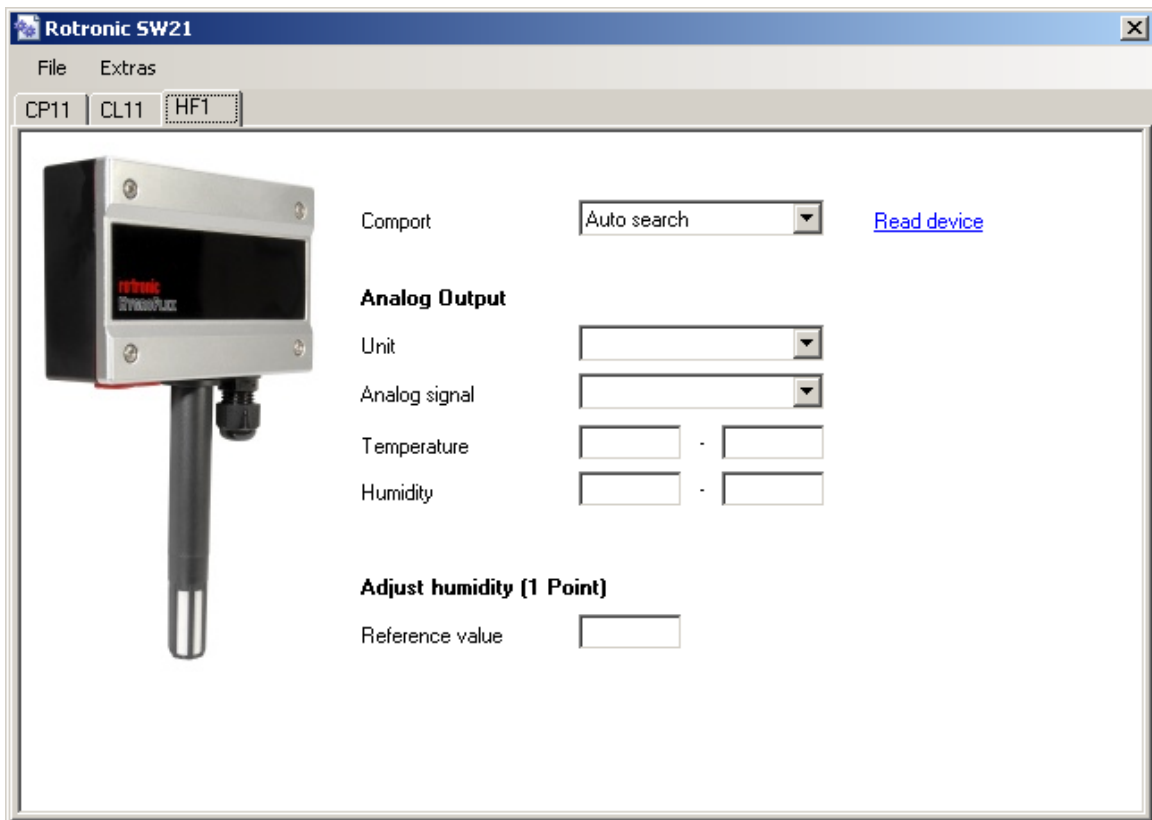 Rotronic SW21
File Extras
CP11 CL11 HF1
Comport Auto search Read device
Analog Output
Unit
Analog signal
Temperature -
Humidity -
Adjust humidity (1 Point)
Reference value
rotronic
HYGROFLEX